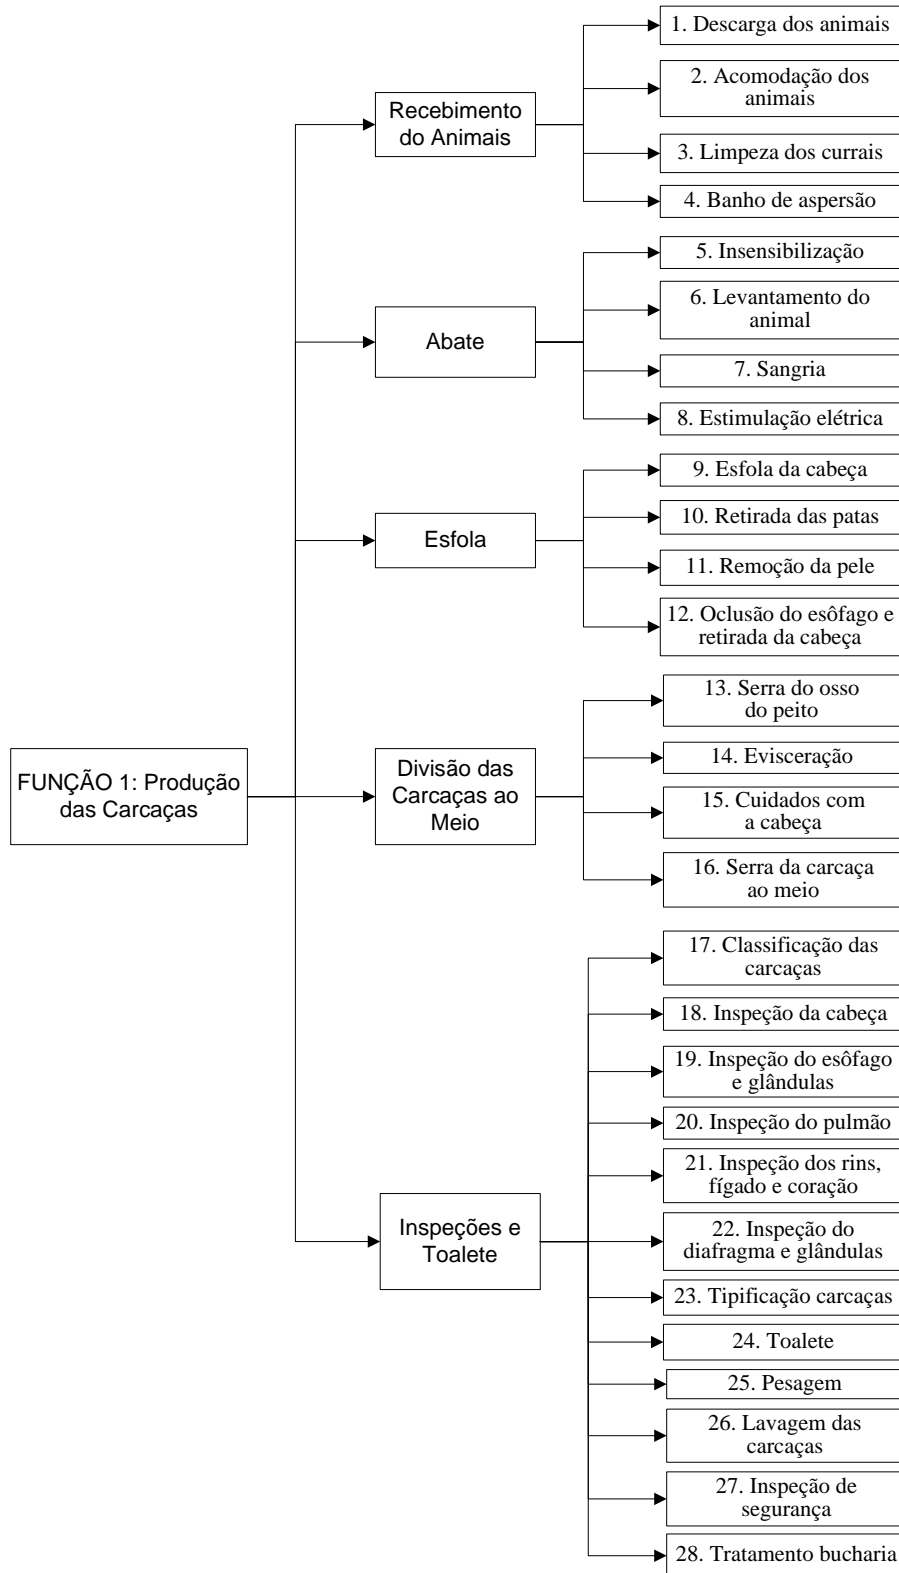 FUNÇÃO 1: Produção
das Carcaças
Recebimento
do Animais
1. Descarga dos animais
2. Acomodação dos
animais
3. Limpeza dos currais
4. Banho de aspersão
Abate
5. Insensibilização
6. Levantamento do
animal
7. Sangria
8. Estimulação elétrica
Esfola
9. Esfola da cabeça
10. Retirada das patas
11. Remoção da pele
12. Oclusão do esôfago e
retirada da cabeça
Divisão das
Carcaças ao
Meio
13. Serra do osso
do peito
14. Evisceração
15. Cuidados com
a cabeça
16. Serra da carcaça
ao meio
Inspeções e
Toalete
17. Classificação das
carcaças
18. Inspeção da cabeça
19. Inspeção do esôfago
e glândulas
20. Inspeção do pulmão
21. Inspeção dos rins,
fígado e coração
22. Inspeção do
diafragma e glândulas
23. Tipificação carcaças
24. Toalete
25. Pesagem
26. Lavagem das
carcaças
27. Inspeção de
segurança
28. Tratamento bucharia